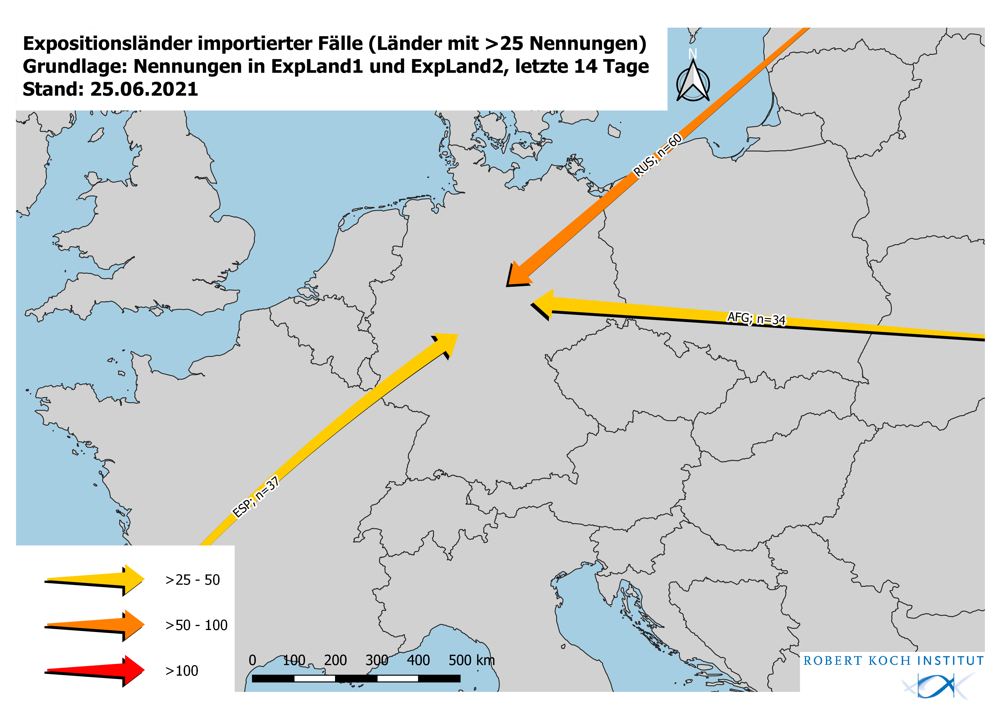 Expositionsländer importierter Fälle (Länder mit >25 Nennungen)
Grundlage: Nennungen in ExpLand1 und ExpLand2, letzte 14 Tage
Stand: 25.06.2021
N
RUS; n=60
AFG; n=34
ESP; n=37
>25 - 50
>50 - 100
>100
0 100 200 300 400 500 km
ROBERT KOCH INSTITUT